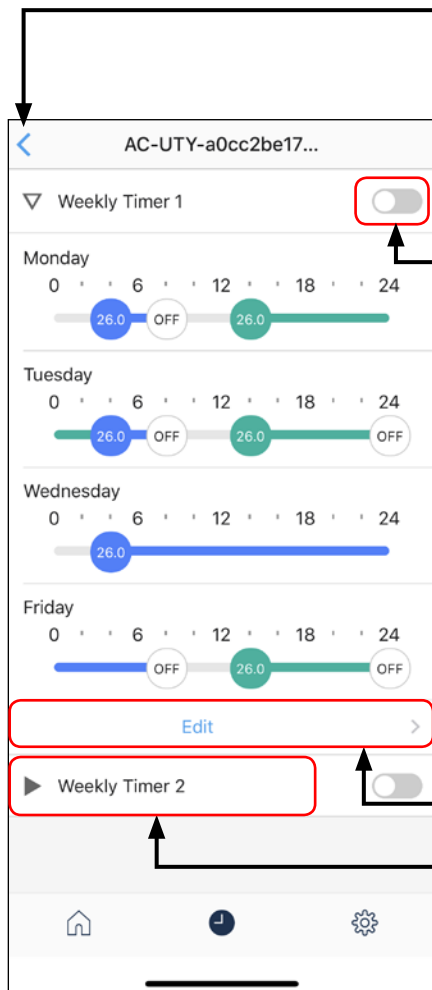 AC-UTY-a0cc2be17...
Weekly Timer 1
Monday
0 6 12 18 24
26.0 OFF 26.0
Tuesday
0 6 12 18 24
26.0 OFF 26.0 OFF
Wednesday
0 6 12 18 24
26.0
Friday
0 6 12 18 24
OFF 26.0 OFF
Edit
Weekly Timer 2